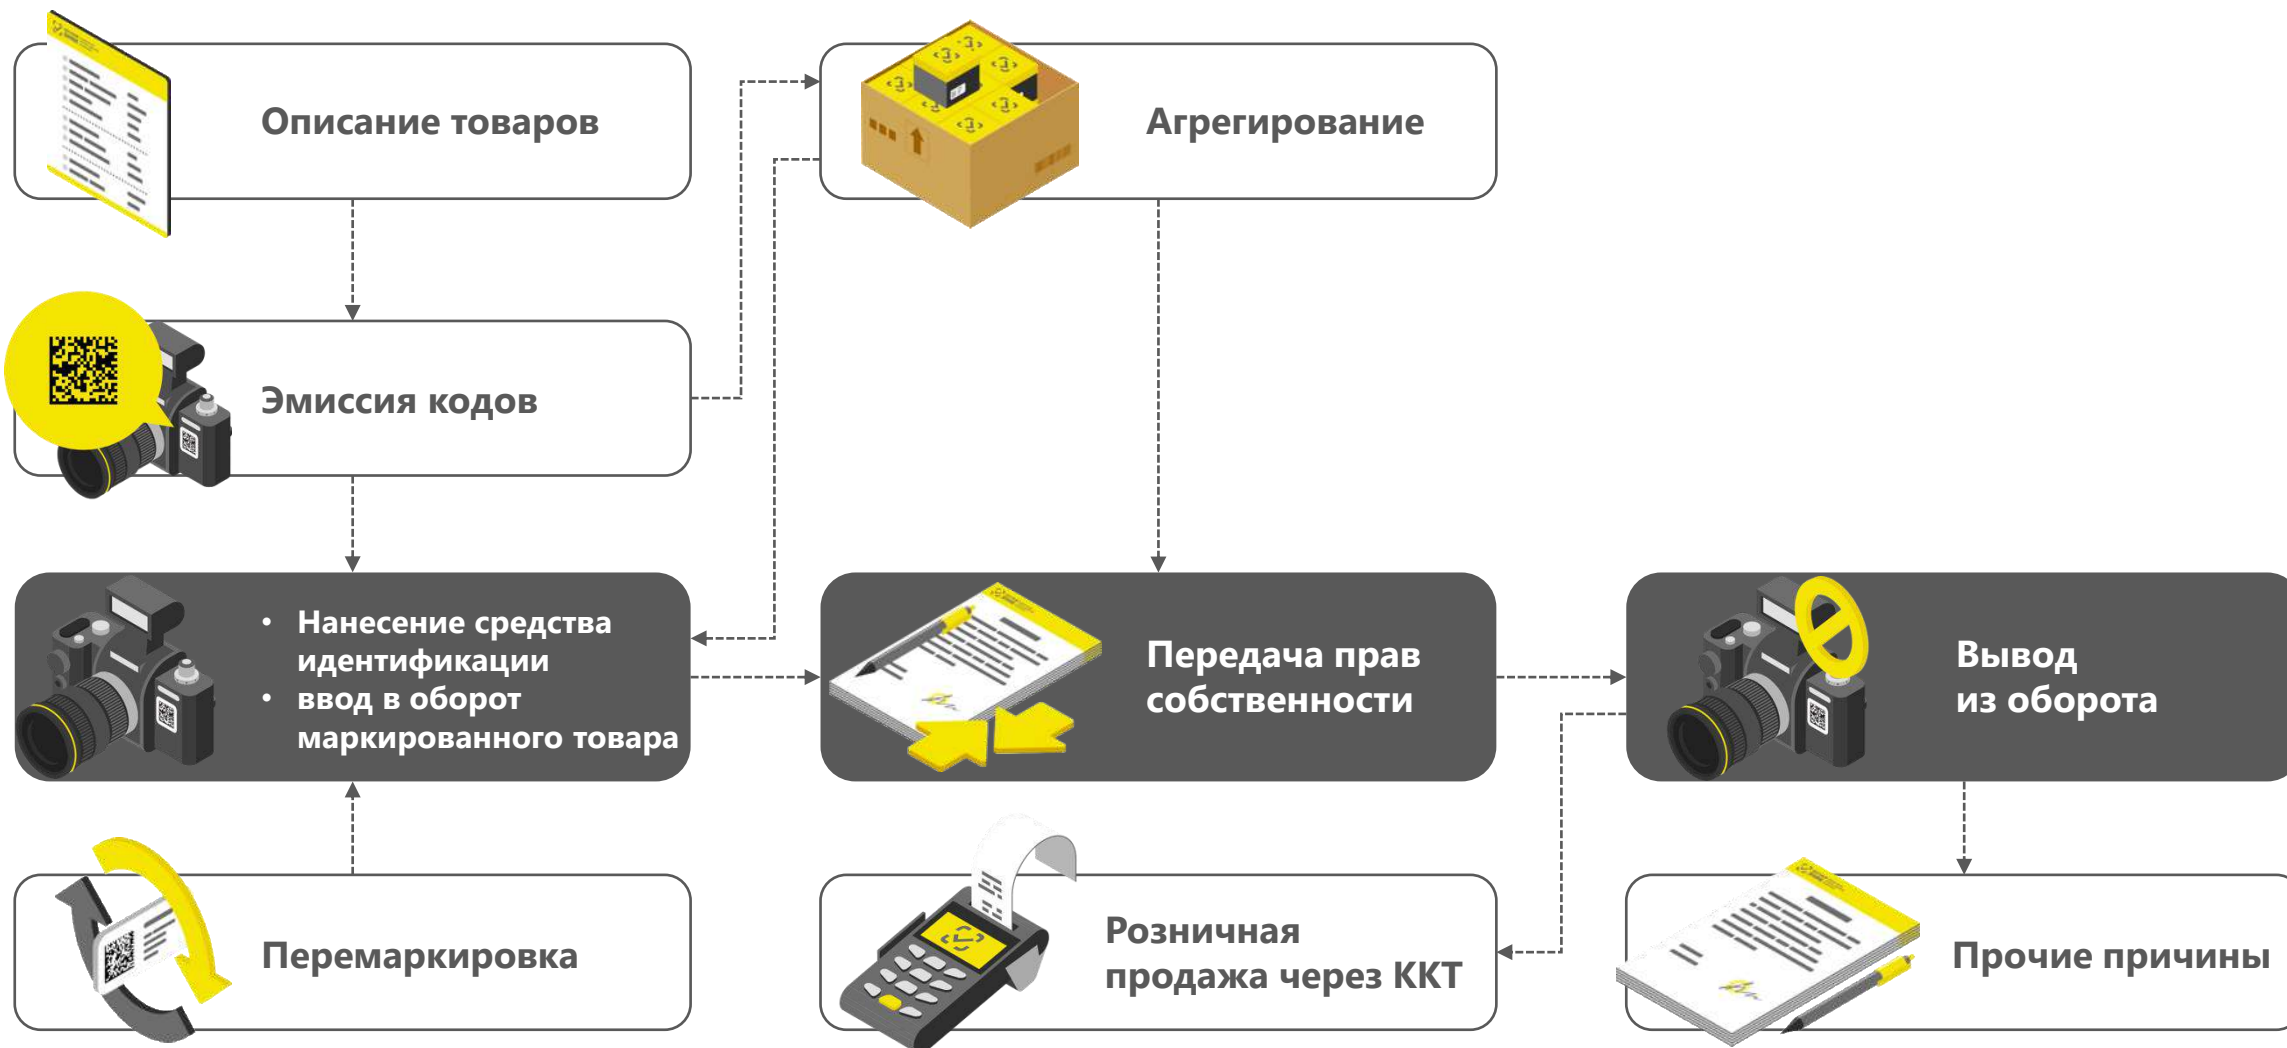 Описание товаров
Агрегирование
Эмиссия кодов
• Нанесение средства
идентификации
• ввод в оборот
маркированного товара
Передача прав
собственности
Вывод
из оборота
Перемаркировка
Розничная
продажа через ККТ
Прочие причины